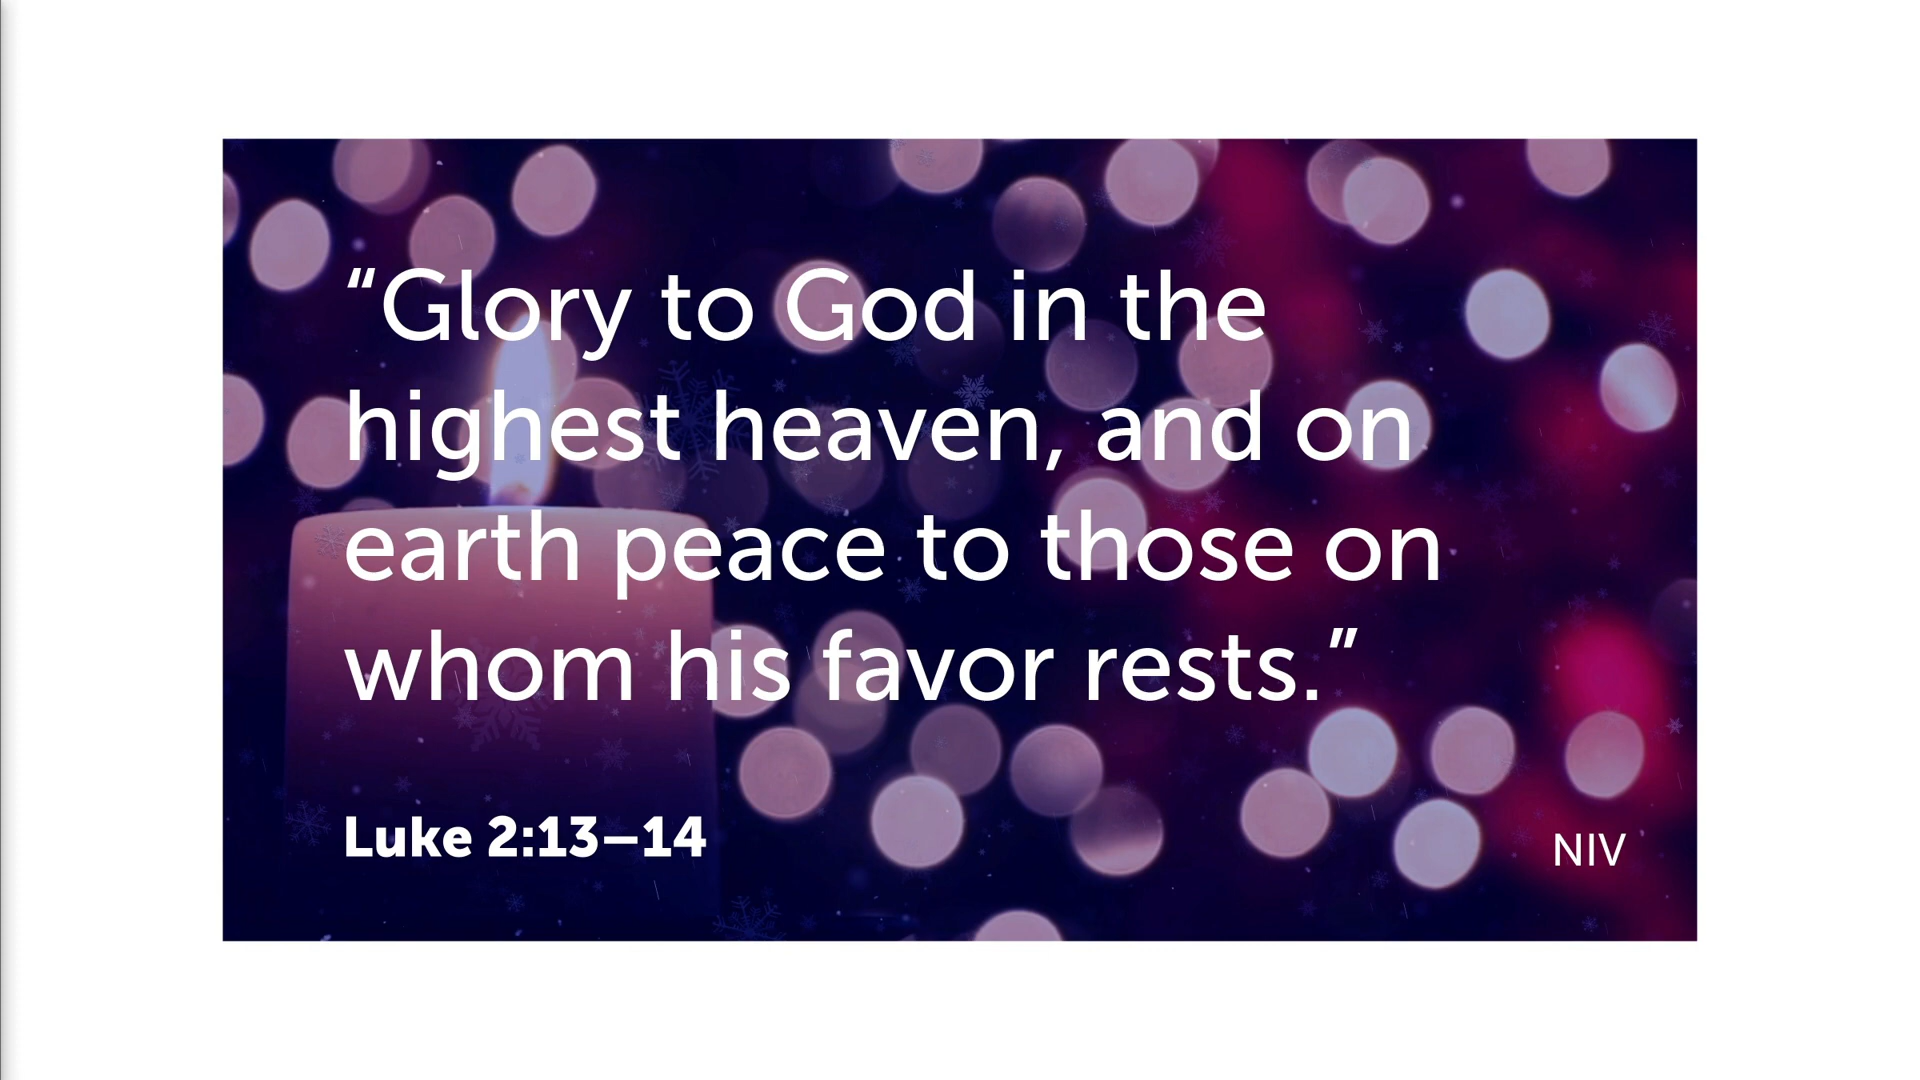 “Glory to God in the
highest heaven, and on
earth peace to those on
whom his favor rests.”
Luke 2:13–14
NIV